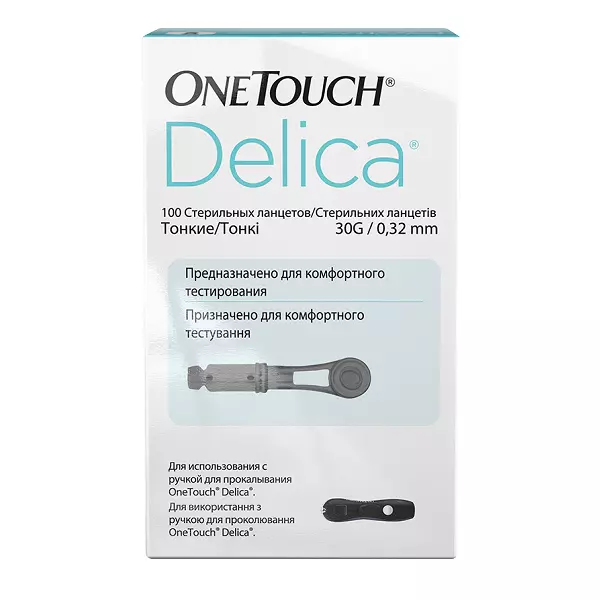 ONETOUCH®
Delica®
100 Стерильных ланцетов/Стерильних ланцетів
Тонкие/Тонкі 30G / 0,32 mm
Предназначено для комфортного
тестирования
Призначено для комфортного
тестування
Для использования с
ручкой для прокалывания
OneTouch® Delica®.
Для використання з
ручкою для проколювання
OneTouch® Delica®.